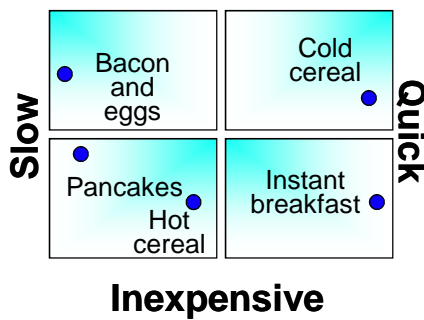 Bacon
and
eggs
Cold
cereal
Slow
Quick
Pancakes
Hot
cereal
Instant
breakfast
Inexpensive